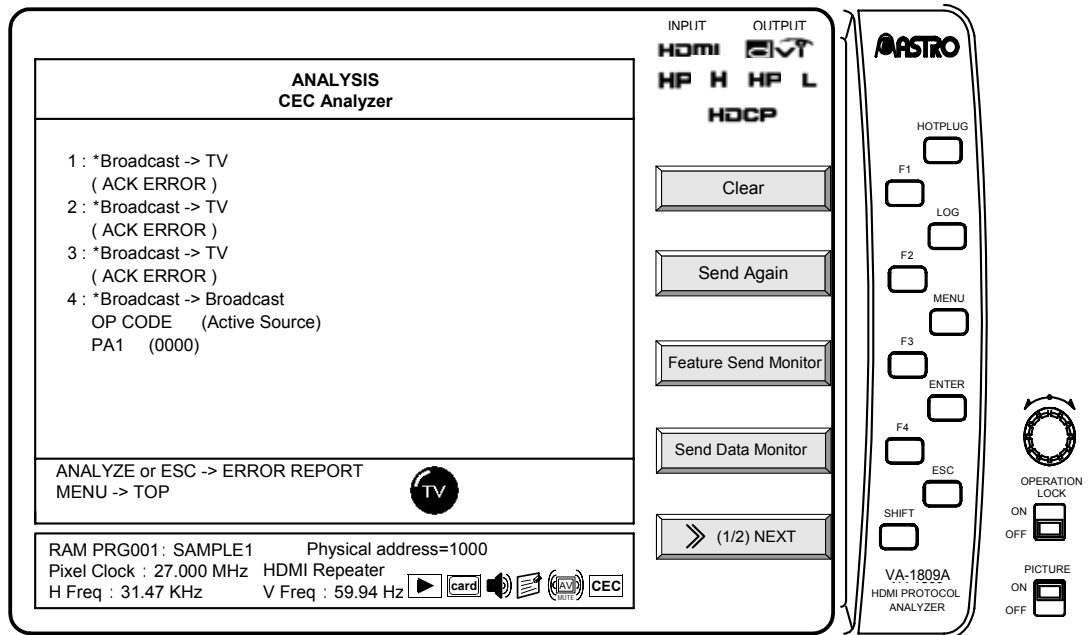 ANALYSIS
CEC Analyzer
1 : *Broadcast -> TV
( ACK ERROR )
2 : *Broadcast -> TV
( ACK ERROR )
3 : *Broadcast -> TV
( ACK ERROR )
4 : *Broadcast -> Broadcast
OP CODE (Active Source)
PA1 (0000)
ANALYZE or ESC -> ERROR REPORT
MENU -> TOP
TV
RAM PRG001 : SAMPLE1 Physical address=1000
Pixel Clock : 27.000 MHz HDMI Repeater
H Freq : 31.47 KHz V Freq : 59.94 Hz
card
AV
MUTE
CEC
INPUT OUTPUT
HDMI DVI
HP H HP L
HDCP
Clear
Send Again
Feature Send Monitor
Send Data Monitor
(1/2) NEXT
ASTRO
HOTPLUG
F1
LOG
F2
MENU
F3
ENTER
F4
ESC
SHIFT
VA-1809A
HDMI PROTOCOL
ANALYZER
OPERATION
LOCK
ON
OFF
PICTURE
ON
OFF